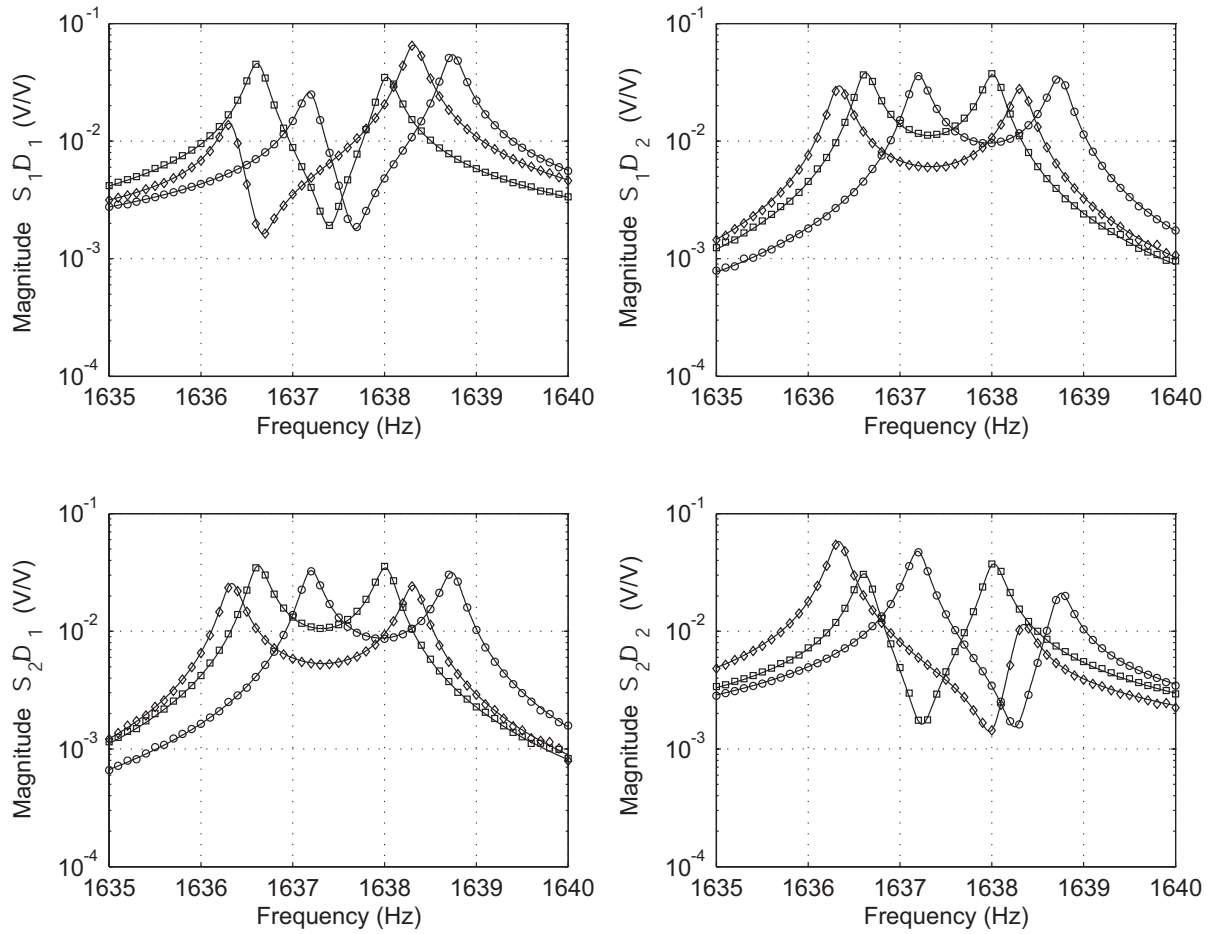 10⁻¹
10⁻²
10⁻³
10⁻⁴
Magnitude S₁D₁ (V/V)
1635 1636 1637 1638 1639 1640
Frequency (Hz)
10⁻¹
10⁻²
10⁻³
10⁻⁴
Magnitude S₁D₂ (V/V)
1635 1636 1637 1638 1639 1640
Frequency (Hz)
10⁻¹
10⁻²
10⁻³
10⁻⁴
Magnitude S₂D₁ (V/V)
1635 1636 1637 1638 1639 1640
Frequency (Hz)
10⁻¹
10⁻²
10⁻³
10⁻⁴
Magnitude S₂D₂ (V/V)
1635 1636 1637 1638 1639 1640
Frequency (Hz)